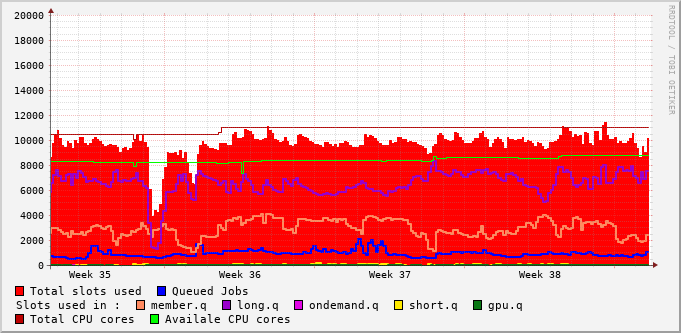 20000
18000
16000
14000
12000
10000
8000
6000
4000
2000
0
Week 35 Week 36 Week 37 Week 38
RRDTOOL / TOBI OETIKER
Total slots used Queued Jobs
Slots used in : member.q long.q ondemand.q short.q gpu.q
Total CPU cores Availale CPU cores